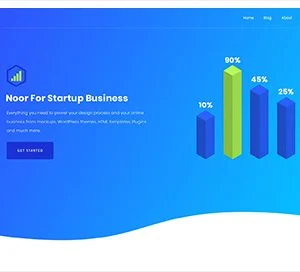 Home Blog About
90%
45%
25%
10%
Noor For Startup Business
Everything you need to power your design process and your online
business, from mockups, WordPress themes, HTML templates, Plugins
and much more.
GET STARTED